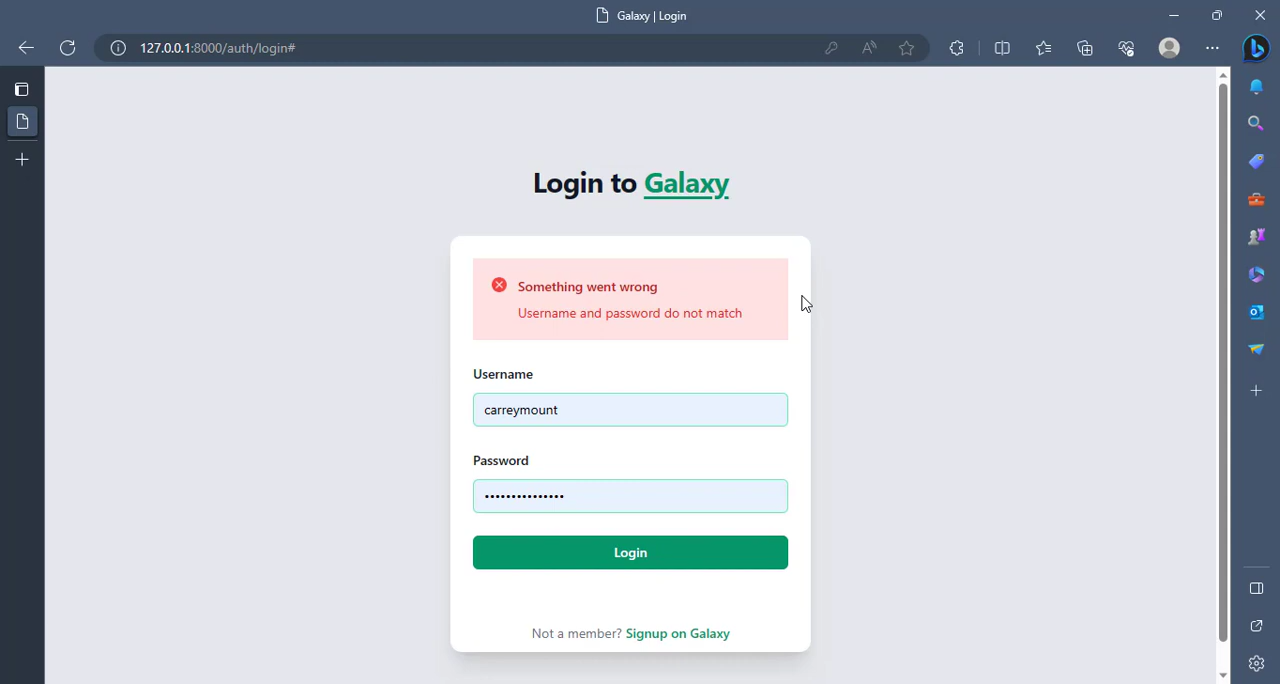 Galaxy | Login
127.0.0.1:8000/auth/login#
Login to Galaxy
Something went wrong
Username and password do not match
Username
carreymount
Password
•••••••••••••••
Login
Not a member? Signup on Galaxy